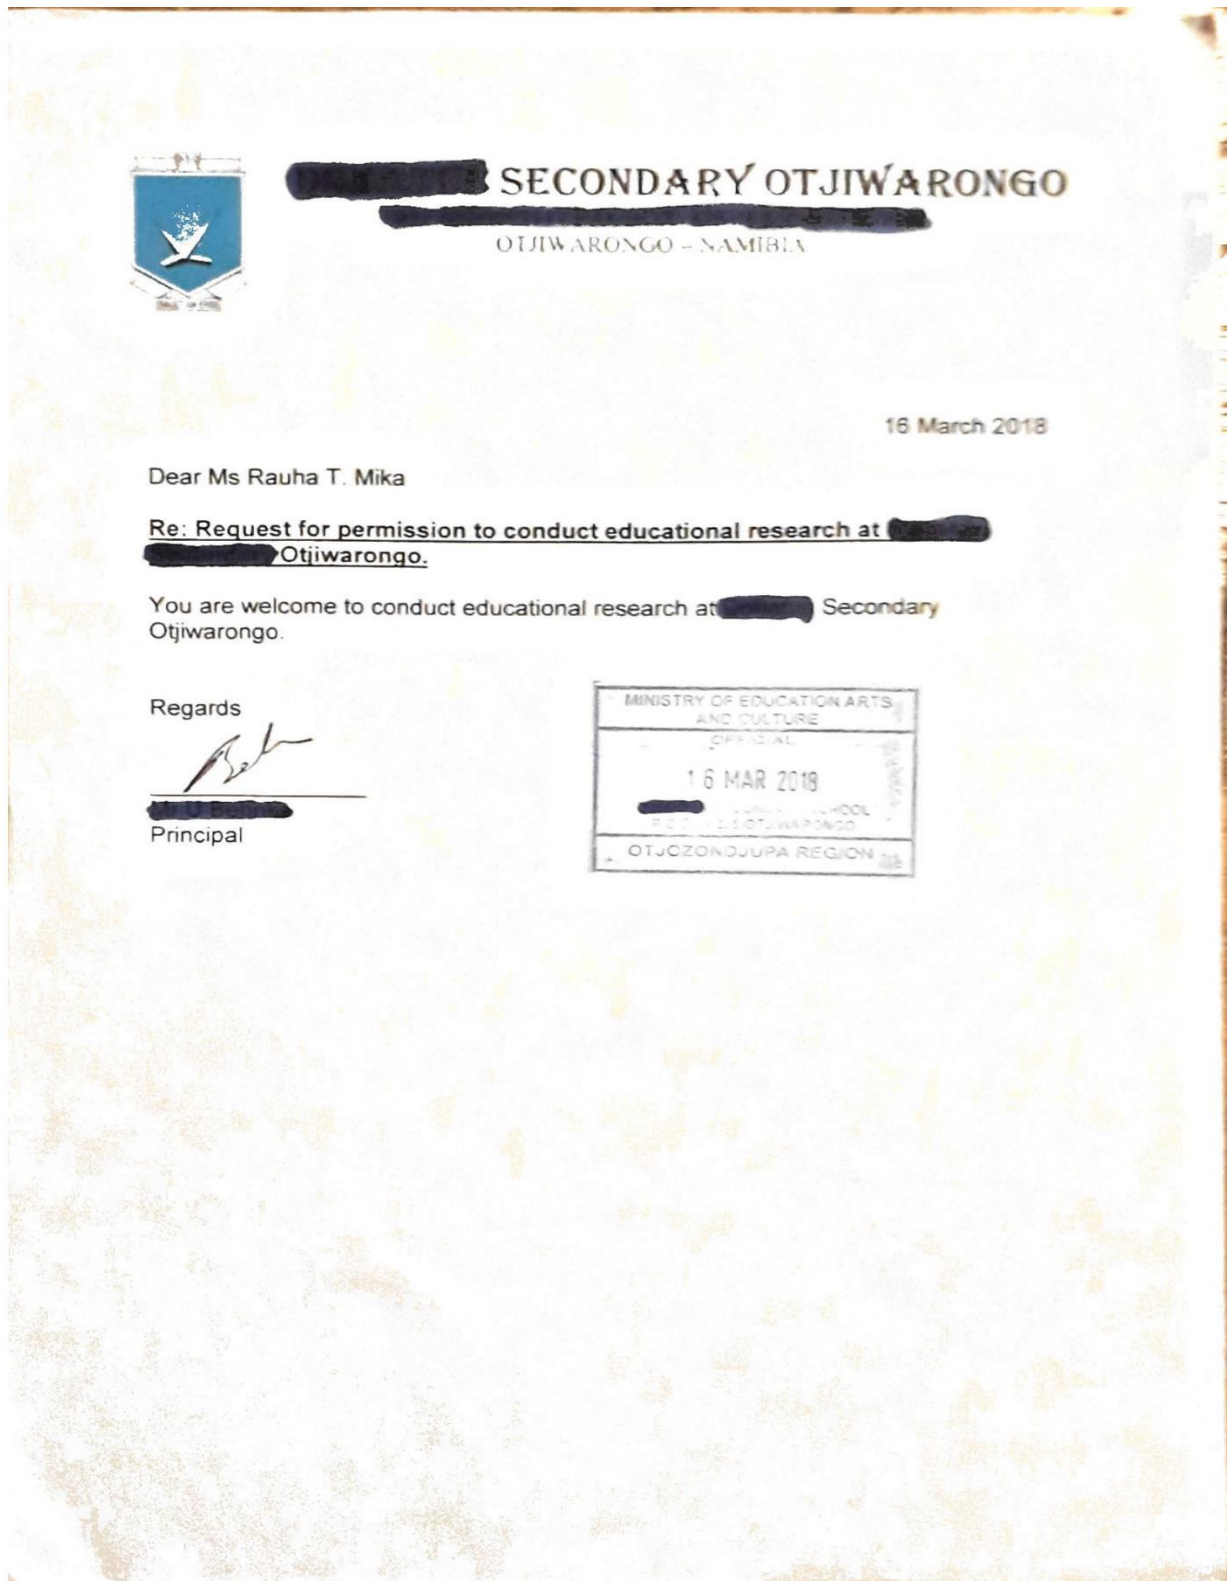 SECONDARY OTJIWARONGO
OTJIWARONGO – NAMIBIA
16 March 2018
Dear Ms Rauha T. Mika
Re: Request for permission to conduct educational research at
Otjiwarongo.
You are welcome to conduct educational research at Secondary
Otjiwarongo.
Regards
Principal
MINISTRY OF EDUCATION ARTS
AND CULTURE
OFFICIAL
16 MAR 2018
OTJIWARONGO
OTJOZONDJUPA REGION